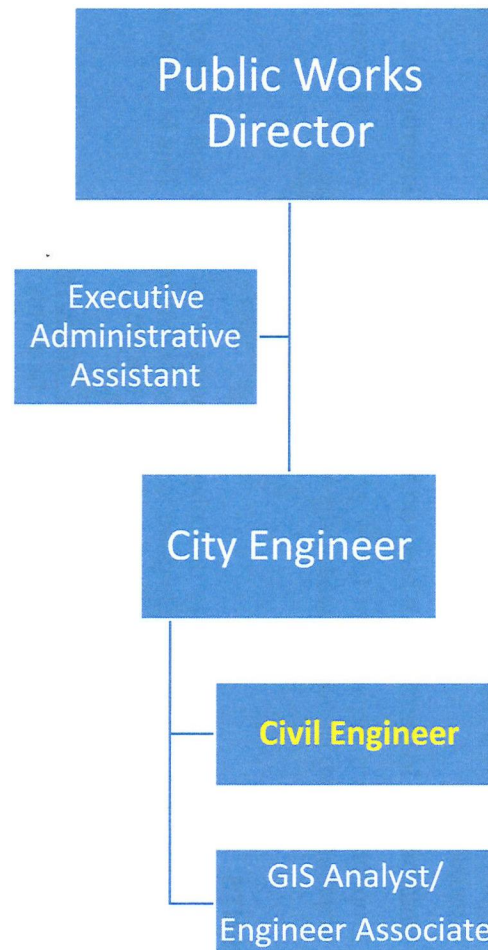 Public Works
Director
Executive
Administrative
Assistant
City Engineer
Civil Engineer
GIS Analyst/
Engineer Associate